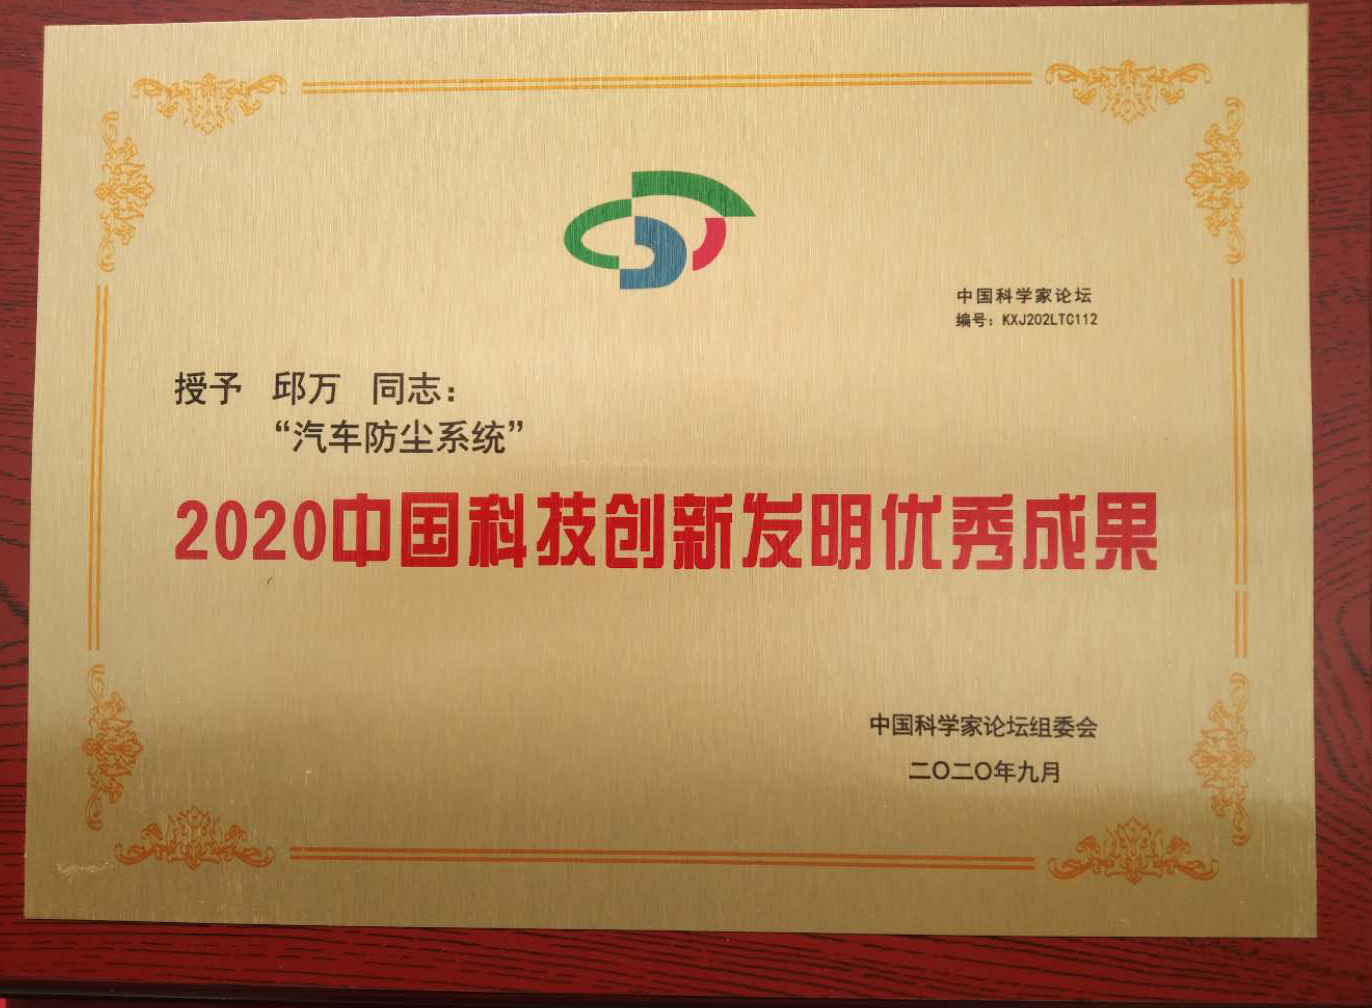 中国科学家论坛
编号：KXJ202LTC112
授予 邱万 同志：
“汽车防尘系统”
2020中国科技创新发明优秀成果
中国科学家论坛组委会
二〇二〇年九月